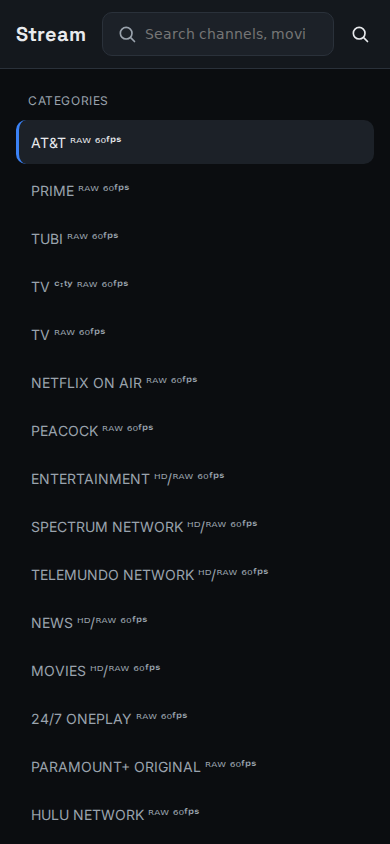 Stream
Search channels, movi
CATEGORIES
AT&T ᴿᴬᵂ ⁶⁰ᶠᵖˢ
PRIME ᴿᴬᵂ ⁶⁰ᶠᵖˢ
TUBI ᴿᴬᵂ ⁶⁰ᶠᵖˢ
TV ᶜ¡ᵗʸ ᴿᴬᵂ ⁶⁰ᶠᵖˢ
TV ᴿᴬᵂ ⁶⁰ᶠᵖˢ
NETFLIX ON AIR ᴿᴬᵂ ⁶⁰ᶠᵖˢ
PEACOCK ᴿᴬᵂ ⁶⁰ᶠᵖˢ
ENTERTAINMENT ᴴᴰ/ᴿᴬᵂ ⁶⁰ᶠᵖˢ
SPECTRUM NETWORK ᴴᴰ/ᴿᴬᵂ ⁶⁰ᶠᵖˢ
TELEMUNDO NETWORK ᴴᴰ/ᴿᴬᵂ ⁶⁰ᶠᵖˢ
NEWS ᴴᴰ/ᴿᴬᵂ ⁶⁰ᶠᵖˢ
MOVIES ᴴᴰ/ᴿᴬᵂ ⁶⁰ᶠᵖˢ
24/7 ONEPLAY ᴿᴬᵂ ⁶⁰ᶠᵖˢ
PARAMOUNT+ ORIGINAL ᴿᴬᵂ ⁶⁰ᶠᵖˢ
HULU NETWORK ᴿᴬᵂ ⁶⁰ᶠᵖˢ